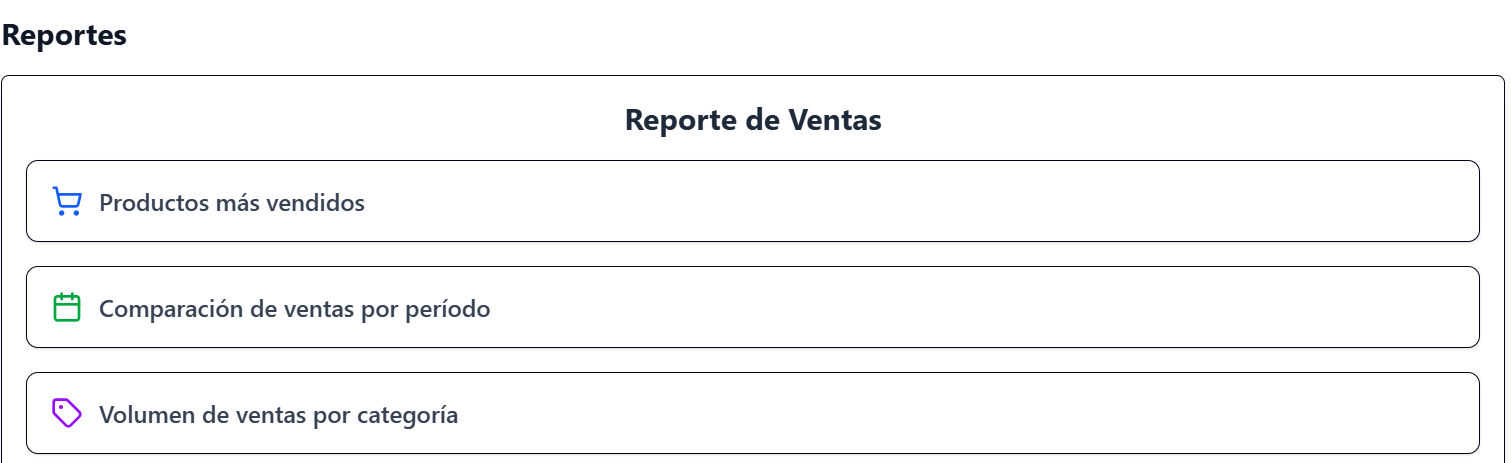 Reportes
Reporte de Ventas
Productos más vendidos
Comparación de ventas por período
Volumen de ventas por categoría